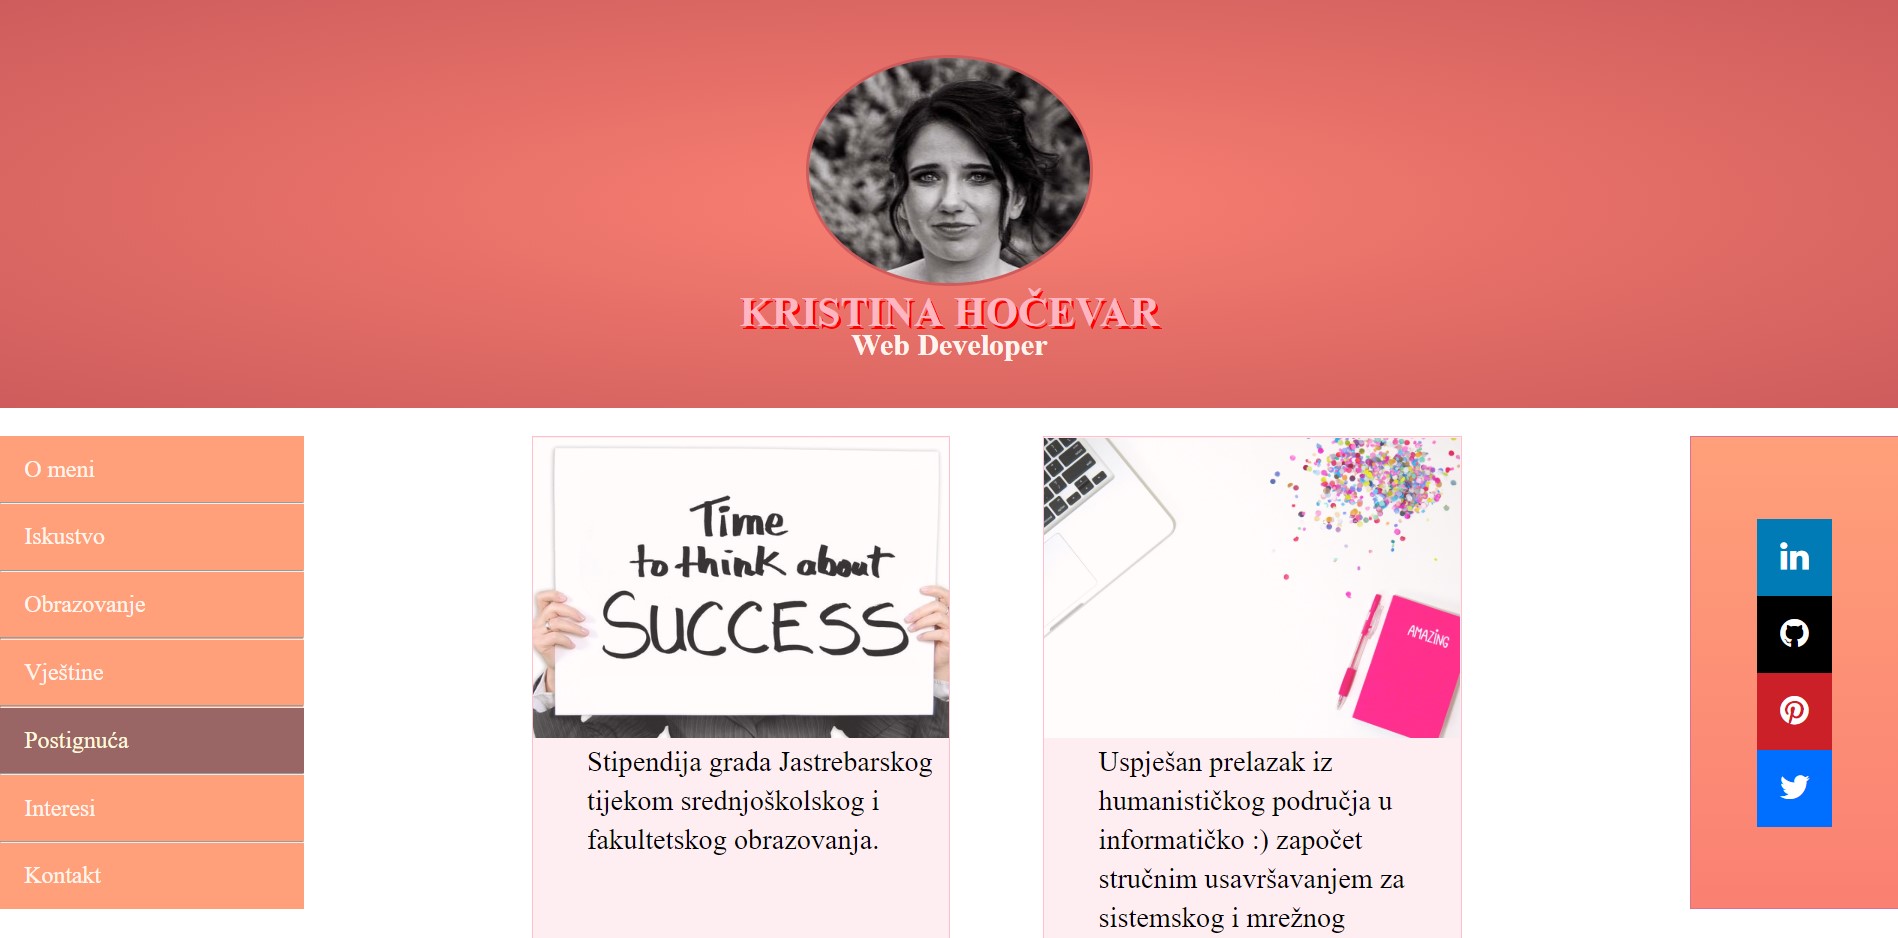 KRISTINA HOČEVAR
Web Developer
O meni
Iskustvo
Obrazovanje
Vještine
Postignuća
Interesi
Kontakt
Time
to think about
SUCCESS
Stipendija grada Jastrebarskog
tijekom srednjoškolskog i
fakultetskog obrazovanja.
AMAZING
Uspješan prelazak iz
humanističkog područja u
informatičko :) započet
stručnim usavršavanjem za
sistemskog i mrežnog
in